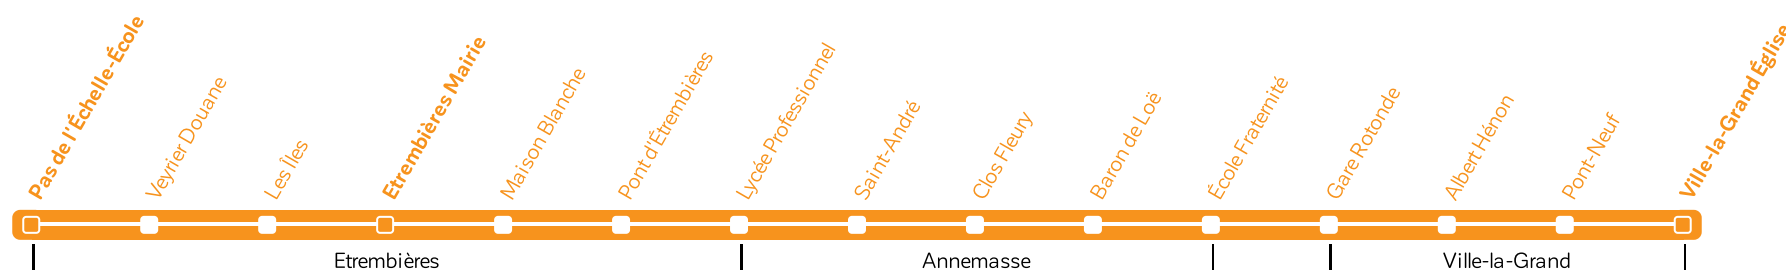 Pas de l'Échelle-École
Veyrier Douane
Les Îles
Etrembières Mairie
Maison Blanche
Pont d'Étrembières
Lycée Professionnel
Saint-André
Clos Fleury
Baron de Loë
École Fraternité
Gare Rotonde
Albert Hénon
Pont-Neuf
Ville-la-Grand Église
Etrembières
Annemasse
Ville-la-Grand